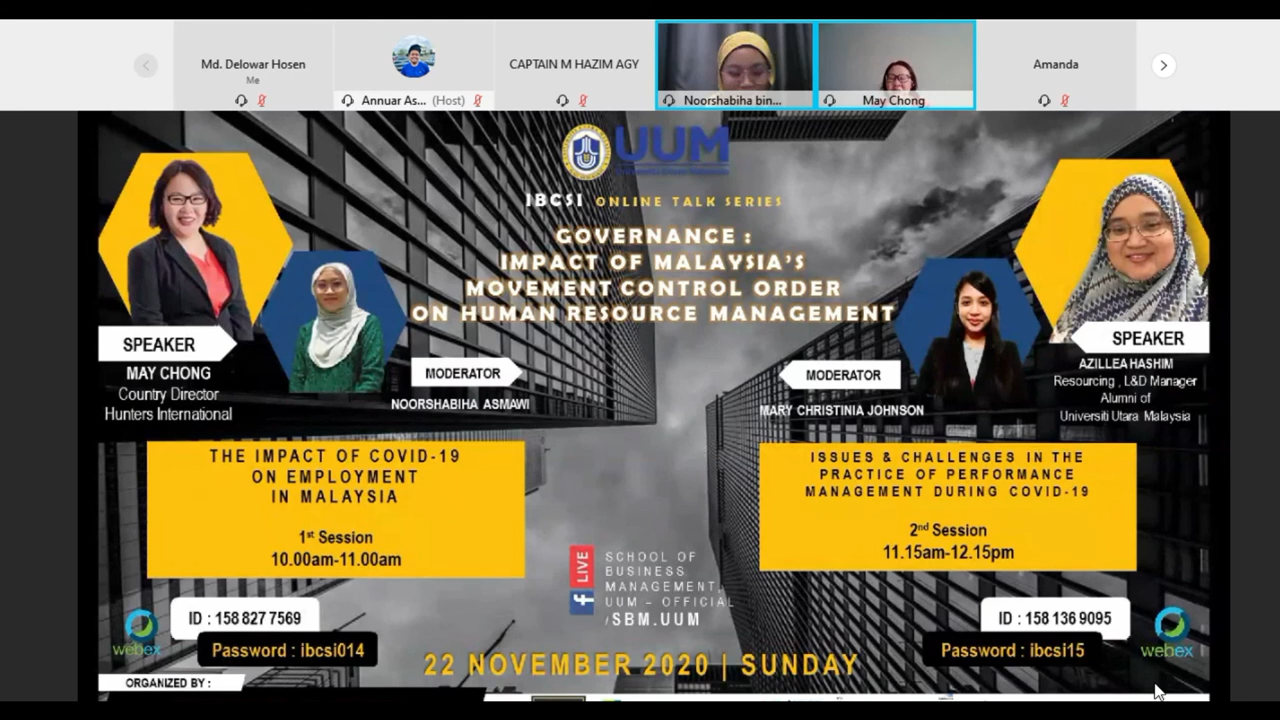 Md. Delowar Hosen
Me
Annuar As... (Host)
CAPTAIN M HAZIM AGY
Noorshabiha bin...
May Chong
Amanda
UUM
IBCSI ONLINE TALK SERIES
GOVERNANCE :
IMPACT OF MALAYSIA'S
MOVEMENT CONTROL ORDER
ON HUMAN RESOURCE MANAGEMENT
SPEAKER
MAY CHONG
Country Director
Hunters International
MODERATOR
NOORSHABIHA ASMAWI
MODERATOR
MARY CHRISTINIA JOHNSON
SPEAKER
AZILLEA HASHIM
Resourcing , L&D Manager
Alumni of
Universiti Utara Malaysia
THE IMPACT OF COVID-19
ON EMPLOYMENT
IN MALAYSIA
1st Session
10.00am-11.00am
ISSUES & CHALLENGES IN THE
PRACTICE OF PERFORMANCE
MANAGEMENT DURING COVID-19
2nd Session
11.15am-12.15pm
LIVE
f
SCHOOL OF
BUSINESS
MANAGEMENT,
UUM – OFFICIAL
/SBM.UUM
webex
ID : 158 827 7569
Password : ibcsi014
ID : 158 136 9095
Password : ibcsi15
webex
22 NOVEMBER 2020 | SUNDAY
ORGANIZED BY :